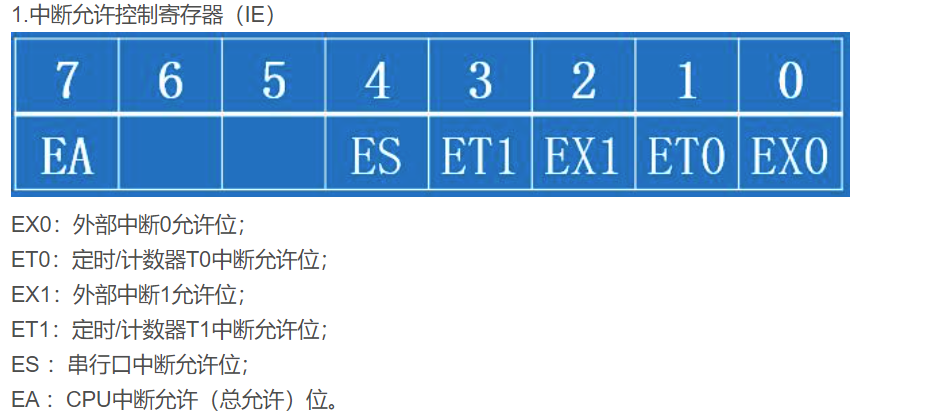 1.中断允许控制寄存器（IE）
7 6 5 4 3 2 1 0
EA ES ET1 EX1 ET0 EX0
EX0：外部中断0允许位；
ET0：定时/计数器T0中断允许位；
EX1：外部中断1允许位；
ET1：定时/计数器T1中断允许位；
ES ：串行口中断允许位；
EA ：CPU中断允许（总允许）位。